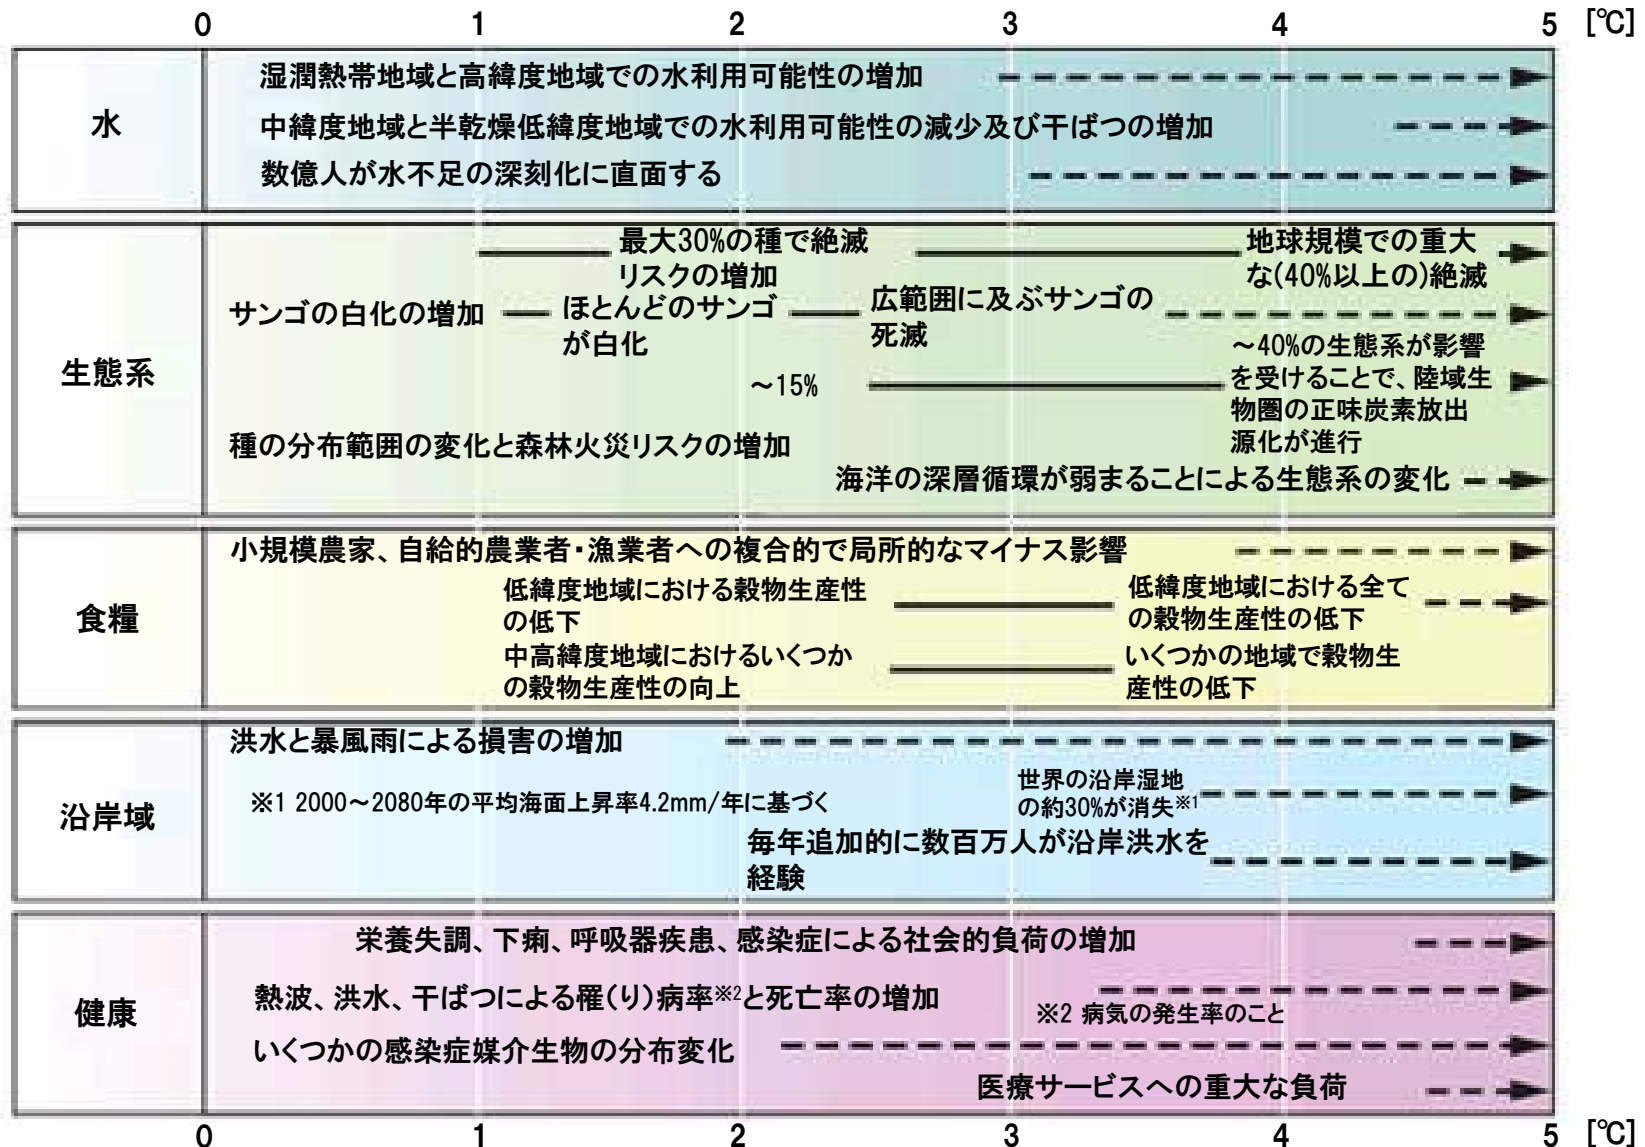 0 1 2 3 4 5 [℃]
水
湿潤熱帯地域と高緯度地域での水利用可能性の増加
中緯度地域と半乾燥低緯度地域での水利用可能性の減少及び干ばつの増加
数億人が水不足の深刻化に直面する
生態系
最大30%の種で絶滅
リスクの増加
地球規模での重大
な(40%以上の)絶滅
サンゴの白化の増加
ほとんどのサンゴ
が白化
広範囲に及ぶサンゴの
死滅
～15%
～40%の生態系が影響
を受けることで、陸域生
物圏の正味炭素放出
源化が進行
種の分布範囲の変化と森林火災リスクの増加
海洋の深層循環が弱まることによる生態系の変化
食糧
小規模農家、自給的農業者・漁業者への複合的で局所的なマイナス影響
低緯度地域における穀物生産性
の低下
低緯度地域における全て
の穀物生産性の低下
中高緯度地域におけるいくつか
の穀物生産性の向上
いくつかの地域で穀物生
産性の低下
沿岸域
洪水と暴風雨による損害の増加
※1 2000～2080年の平均海面上昇率4.2mm/年に基づく
世界の沿岸湿地
の約30%が消失※1
毎年追加的に数百万人が沿岸洪水を
経験
健康
栄養失調、下痢、呼吸器疾患、感染症による社会的負荷の増加
熱波、洪水、干ばつによる罹(り)病率※2と死亡率の増加
※2 病気の発生率のこと
いくつかの感染症媒介生物の分布変化
医療サービスへの重大な負荷
0 1 2 3 4 5 [℃]